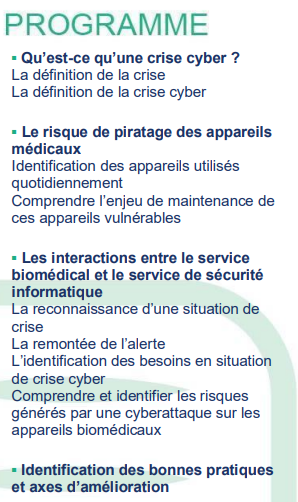 PROGRAMME
▪ Qu’est-ce qu’une crise cyber ?
La définition de la crise
La définition de la crise cyber
▪ Le risque de piratage des appareils
médicaux
Identification des appareils utilisés
quotidiennement
Comprendre l’enjeu de maintenance de
ces appareils vulnérables
▪ Les interactions entre le service
biomédical et le service de sécurité
informatique
La reconnaissance d’une situation de
crise
La remontée de l’alerte
L’identification des besoins en situation
de crise cyber
Comprendre et identifier les risques
générés par une cyberattaque sur les
appareils biomédicaux
▪ Identification des bonnes pratiques
et axes d’amélioration